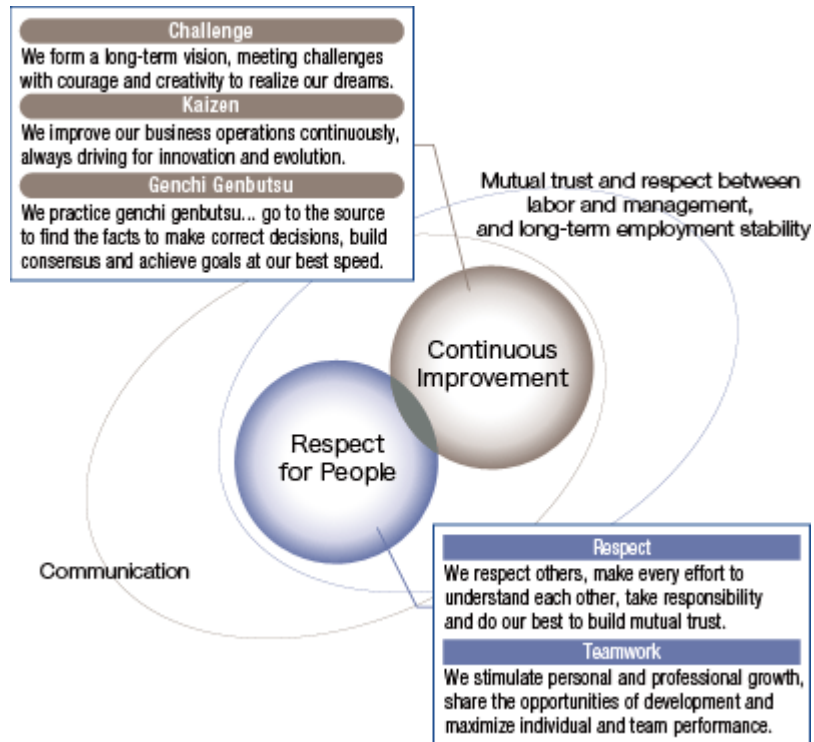 Challenge
We form a long-term vision, meeting challenges
with courage and creativity to realize our dreams.
Kaizen
We improve our business operations continuously,
always driving for innovation and evolution.
Genchi Genbutsu
We practice genchi genbutsu... go to the source
to find the facts to make correct decisions, build
consensus and achieve goals at our best speed.
Mutual trust and respect between
labor and management,
and long-term employment stability
Continuous
Improvement
Respect
for People
Communication
Respect
We respect others, make every effort to
understand each other, take responsibility
and do our best to build mutual trust.
Teamwork
We stimulate personal and professional growth,
share the opportunities of development and
maximize individual and team performance.